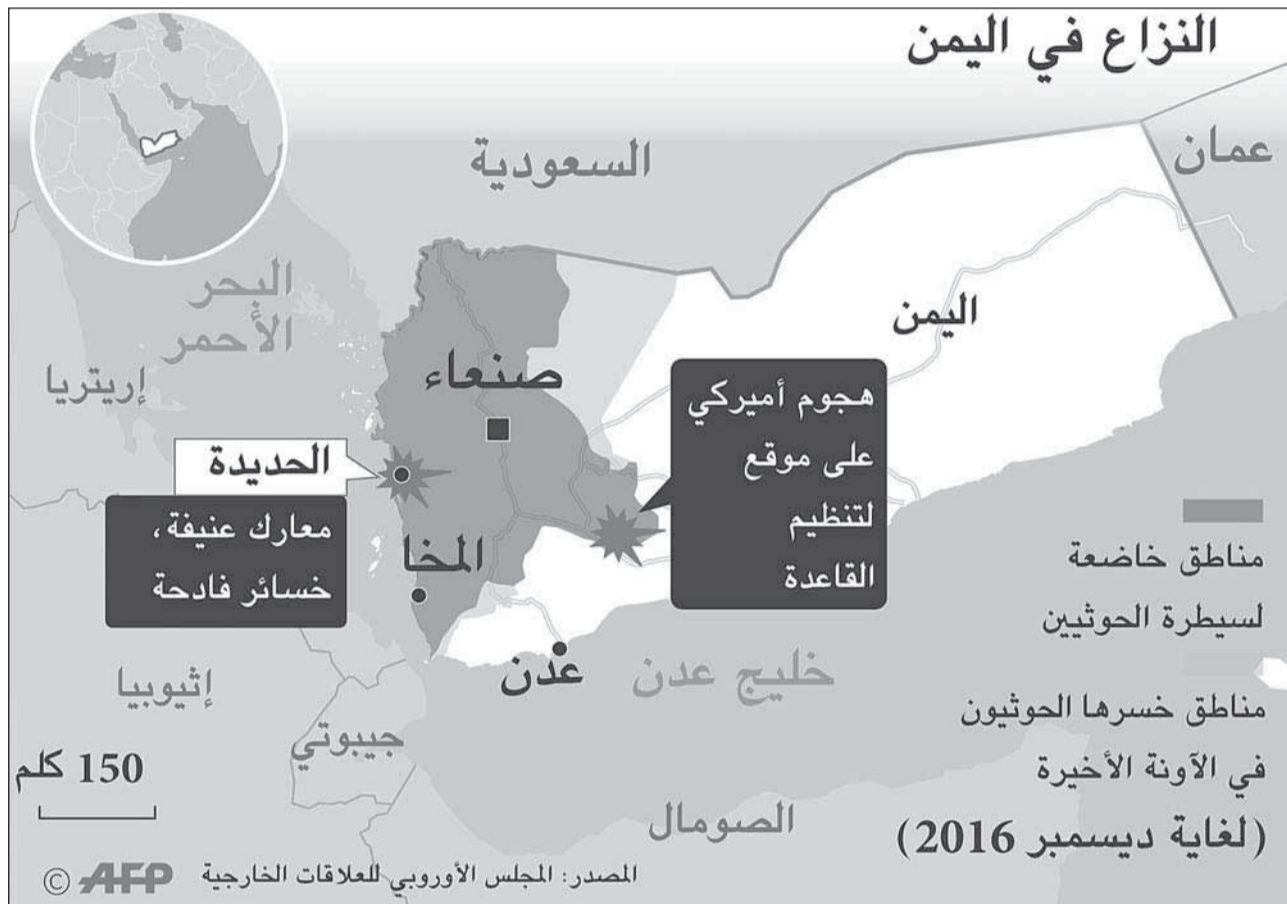 النزاع في اليمن
عمان
السعودية
البحر
الأحمر
اليمن
إريتريا
صنعاء
هجوم أميركي
على موقع
لتنظيم
القاعدة
الحديدة
معارك عنيفة،
خسائر فادحة
المخا
مناطق خاضعة
لسيطرة الحوثيين
عدن
خليج عدن
إثيوبيا
مناطق خسرها الحوثيون
في الآونة الأخيرة
(لغاية ديسمبر 2016)
جيبوتي
150 كلم
الصومال
المصدر: المجلس الأوروبي للعلاقات الخارجية
© AFP